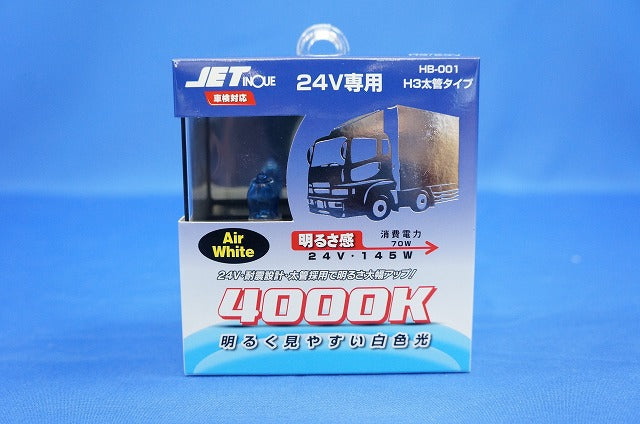 JET INOUE
車検対応
24V専用
HB-001
H3太管タイプ
Air
White
明るさ感
消費電力
70W
24V・145W
24V・耐震設計・太管採用で明るさ大幅アップ!
4000K
明るく見やすい白色光